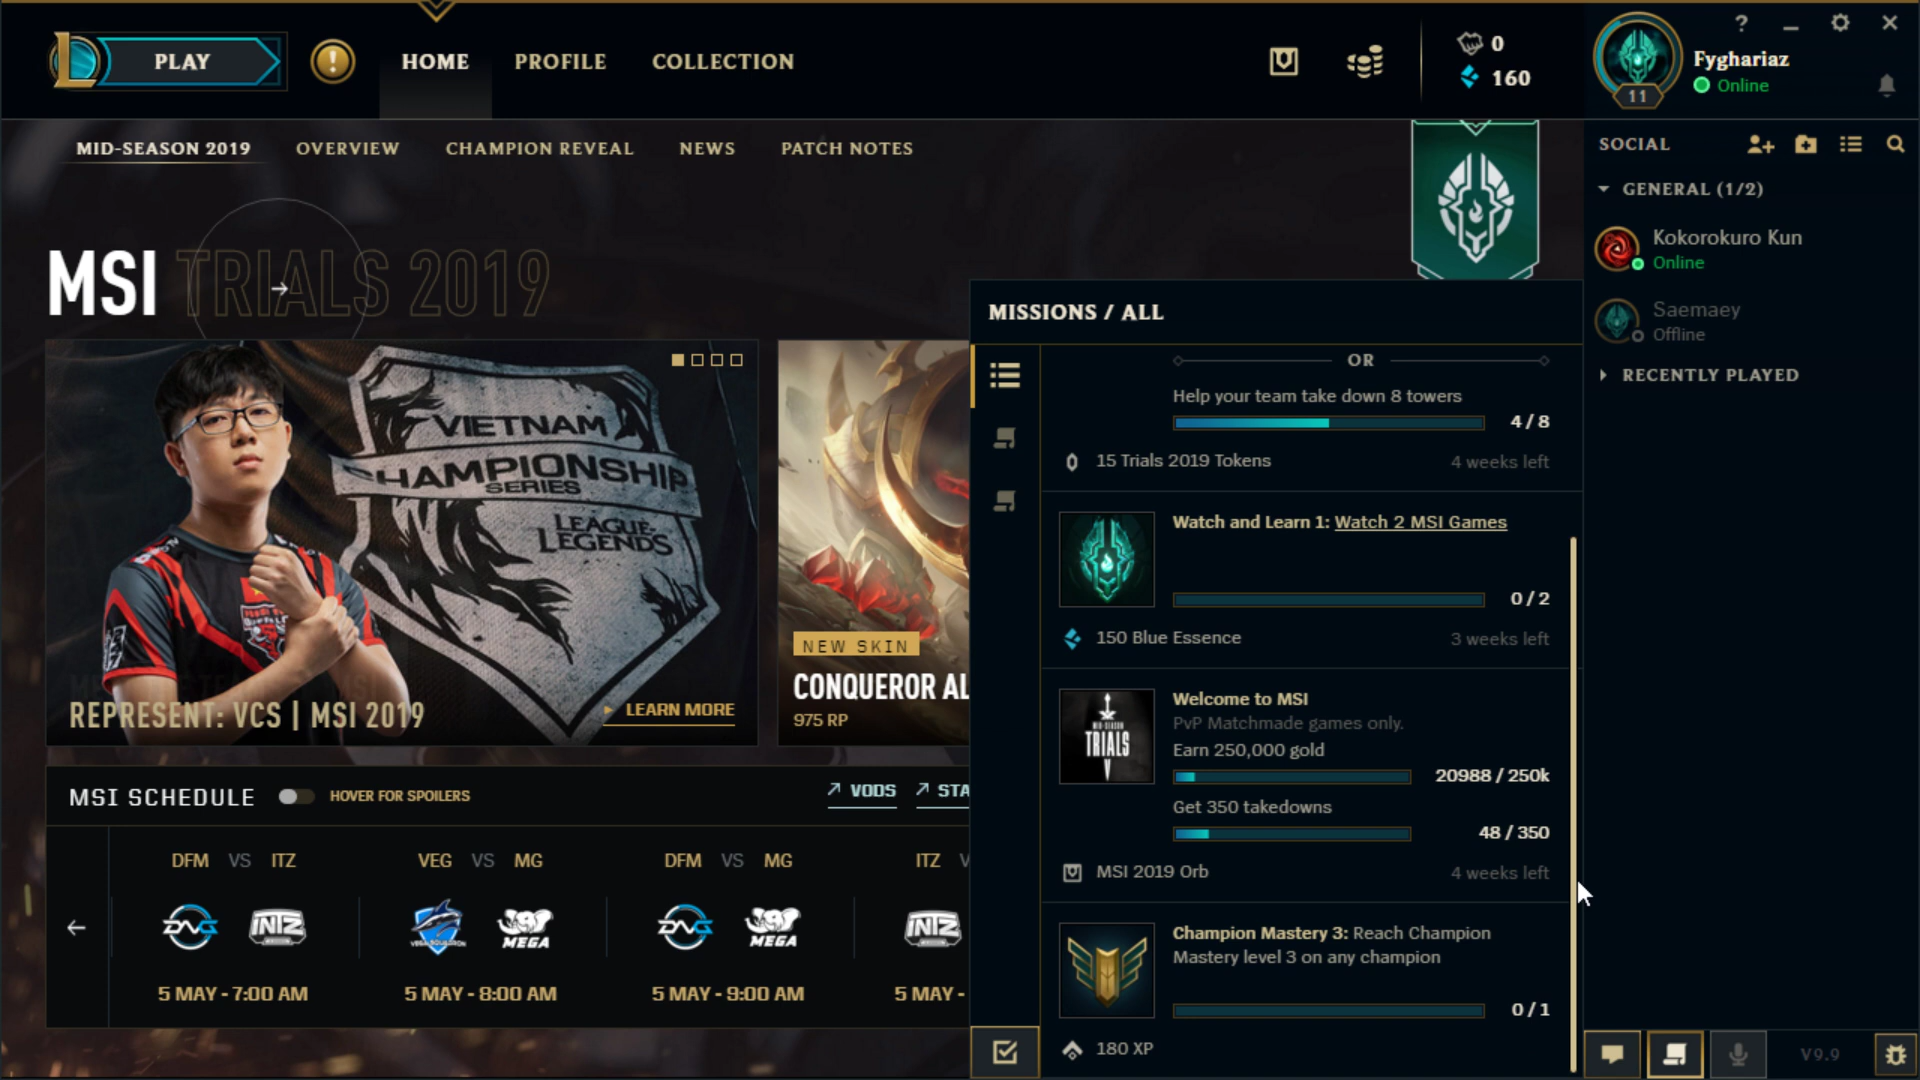 PLAY
HOME
PROFILE
COLLECTION
0
160
?
Fyghariaz
Online
11
MID-SEASON 2019
OVERVIEW
CHAMPION REVEAL
NEWS
PATCH NOTES
SOCIAL
GENERAL (1/2)
Kokorokuro Kun
Online
Saemaey
Offline
RECENTLY PLAYED
MSI TRIALS 2019
VIETNAM
CHAMPIONSHIP
SERIES
LEAGUE
LEGENDS
REPRESENT: VCS | MSI 2019
LEARN MORE
NEW SKIN
CONQUEROR AL
975 RP
MSI SCHEDULE
HOVER FOR SPOILERS
VODS
STA
DFM VS ITZ
VEG VS MG
DFM VS MG
ITZ V
INTZ
VEGA SQUADRON
MEGA
MEGA
INTZ
5 MAY - 7:00 AM
5 MAY - 8:00 AM
5 MAY - 9:00 AM
5 MAY -
MISSIONS / ALL
OR
Help your team take down 8 towers
4 / 8
15 Trials 2019 Tokens
4 weeks left
Watch and Learn 1: Watch 2 MSI Games
0 / 2
150 Blue Essence
3 weeks left
MID-SEASON
TRIALS
Welcome to MSI
PvP Matchmade games only.
Earn 250,000 gold
20988 / 250k
Get 350 takedowns
48 / 350
MSI 2019 Orb
4 weeks left
Champion Mastery 3: Reach Champion
Mastery level 3 on any champion
0 / 1
180 XP
V9.9